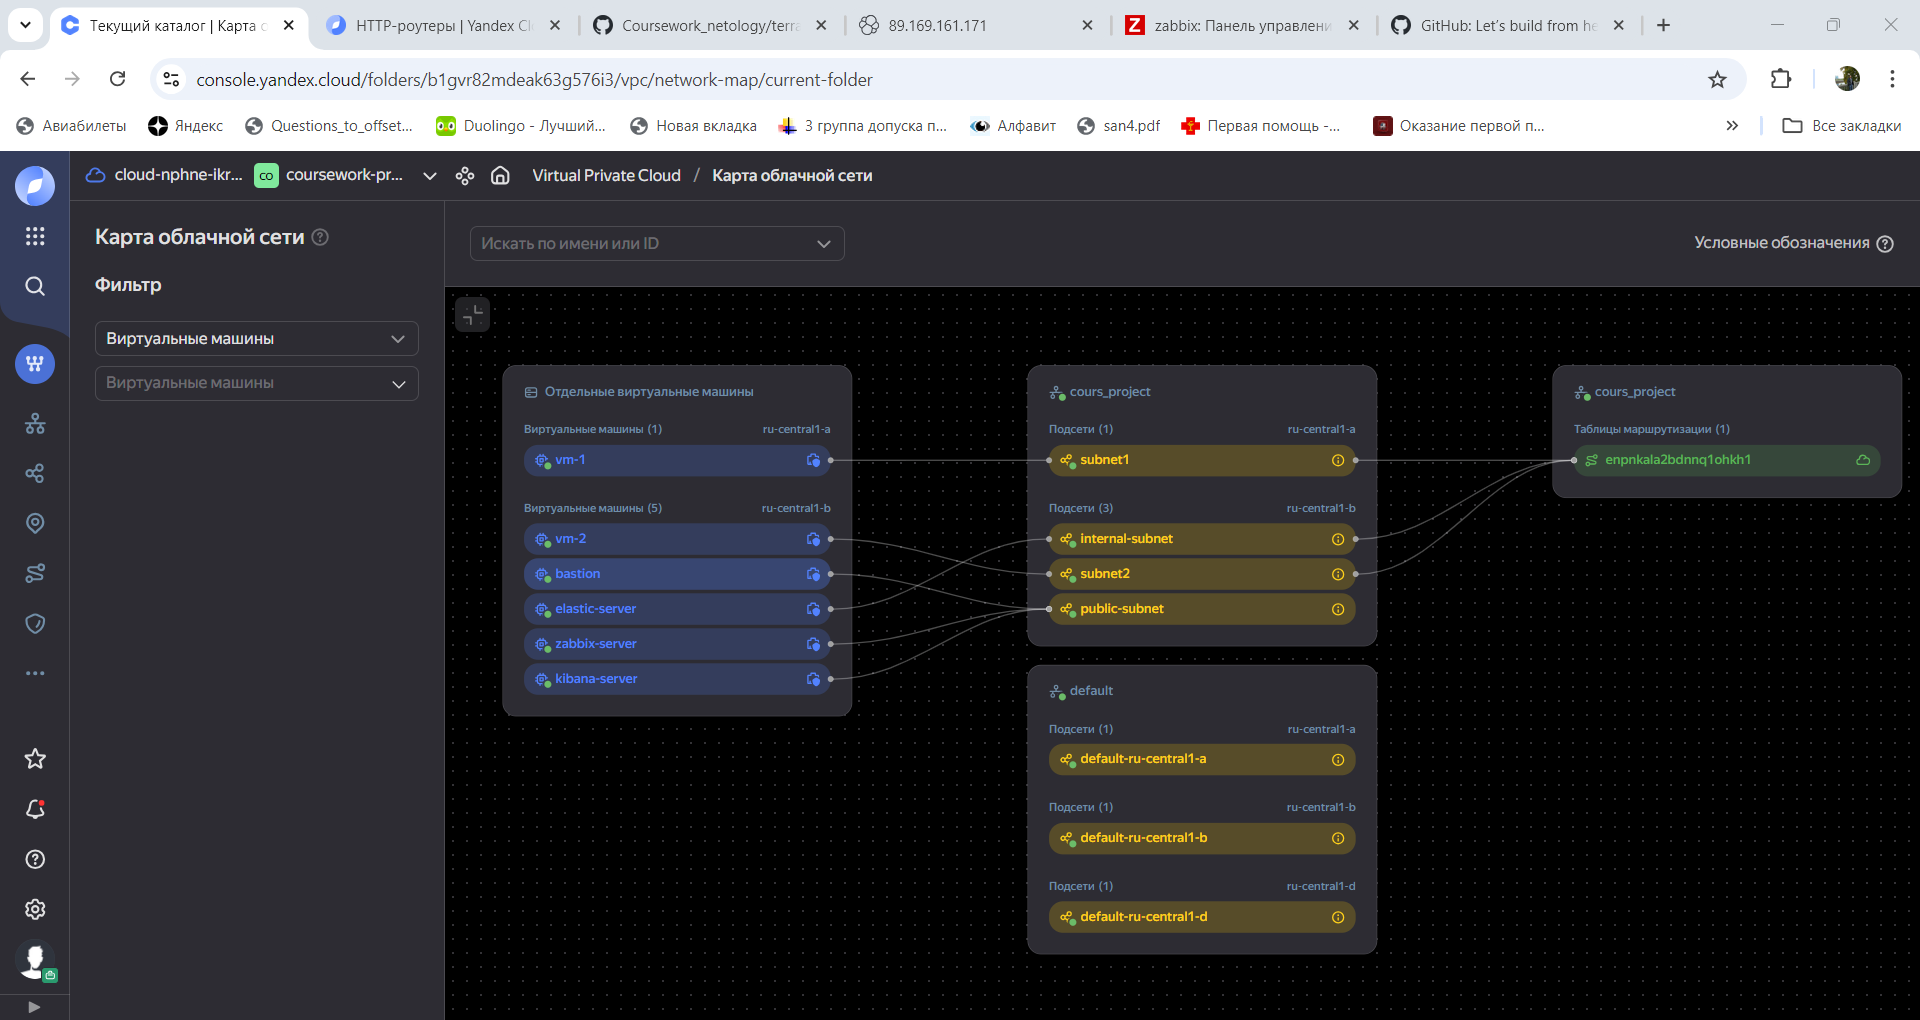 Текущий каталог | Карта о
HTTP-роутеры | Yandex Cl
Coursework_netology/terra
89.169.161.171
zabbix: Панель управлени
GitHub: Let's build from he
console.yandex.cloud/folders/b1gvr82mdeak63g576i3/vpc/network-map/current-folder
Авиабилеты
Яндекс
Questions_to_offset...
Duolingo - Лучший...
Новая вкладка
3 группа допуска п...
Алфавит
san4.pdf
Первая помощь -...
Оказание первой п...
»
Все закладки
cloud-nphne-ikr...
co
coursework-pr...
Virtual Private Cloud / Карта облачной сети
Карта облачной сети
Фильтр
Виртуальные машины
Виртуальные машины
Искать по имени или ID
Условные обозначения
Отдельные виртуальные машины
Виртуальные машины (1) ru-central1-a
vm-1
Виртуальные машины (5) ru-central1-b
vm-2
bastion
elastic-server
zabbix-server
kibana-server
cours_project
Подсети (1) ru-central1-a
subnet1
Подсети (3) ru-central1-b
internal-subnet
subnet2
public-subnet
default
Подсети (1) ru-central1-a
default-ru-central1-a
Подсети (1) ru-central1-b
default-ru-central1-b
Подсети (1) ru-central1-d
default-ru-central1-d
cours_project
Таблицы маршрутизации (1)
enpnkala2bdnnq1ohkh1